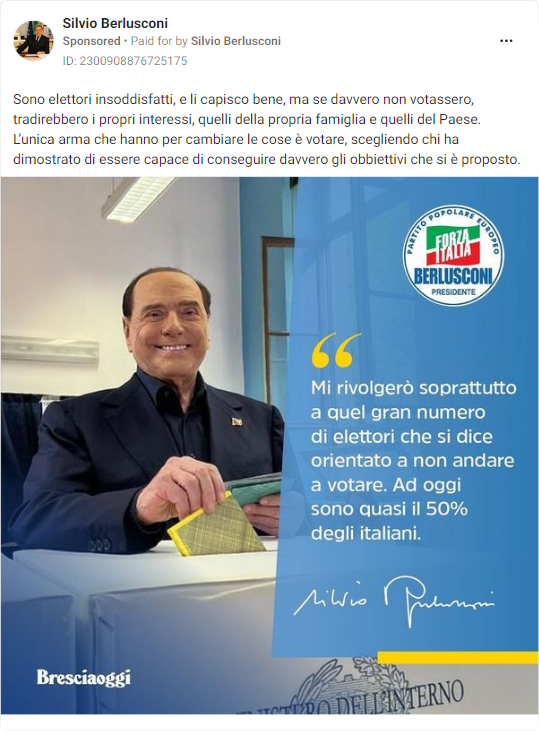 Silvio Berlusconi
Sponsored • Paid for by Silvio Berlusconi
ID: 2300908876725175
Sono elettori insoddisfatti, e li capisco bene, ma se davvero non votassero,
tradirebbero i propri interessi, quelli della propria famiglia e quelli del Paese.
L'unica arma che hanno per cambiare le cose è votare, scegliendo chi ha
dimostrato di essere capace di conseguire davvero gli obbiettivi che si è proposto.
PARTITO POPOLARE EUROPEO
FORZA
ITALIA
BERLUSCONI
PRESIDENTE
“
Mi rivolgerò soprattutto
a quel gran numero
di elettori che si dice
orientato a non andare
a votare. Ad oggi
sono quasi il 50%
degli italiani.
Silvio Berlusconi
Bresciaoggi
MINISTERO DELL'INTERNO